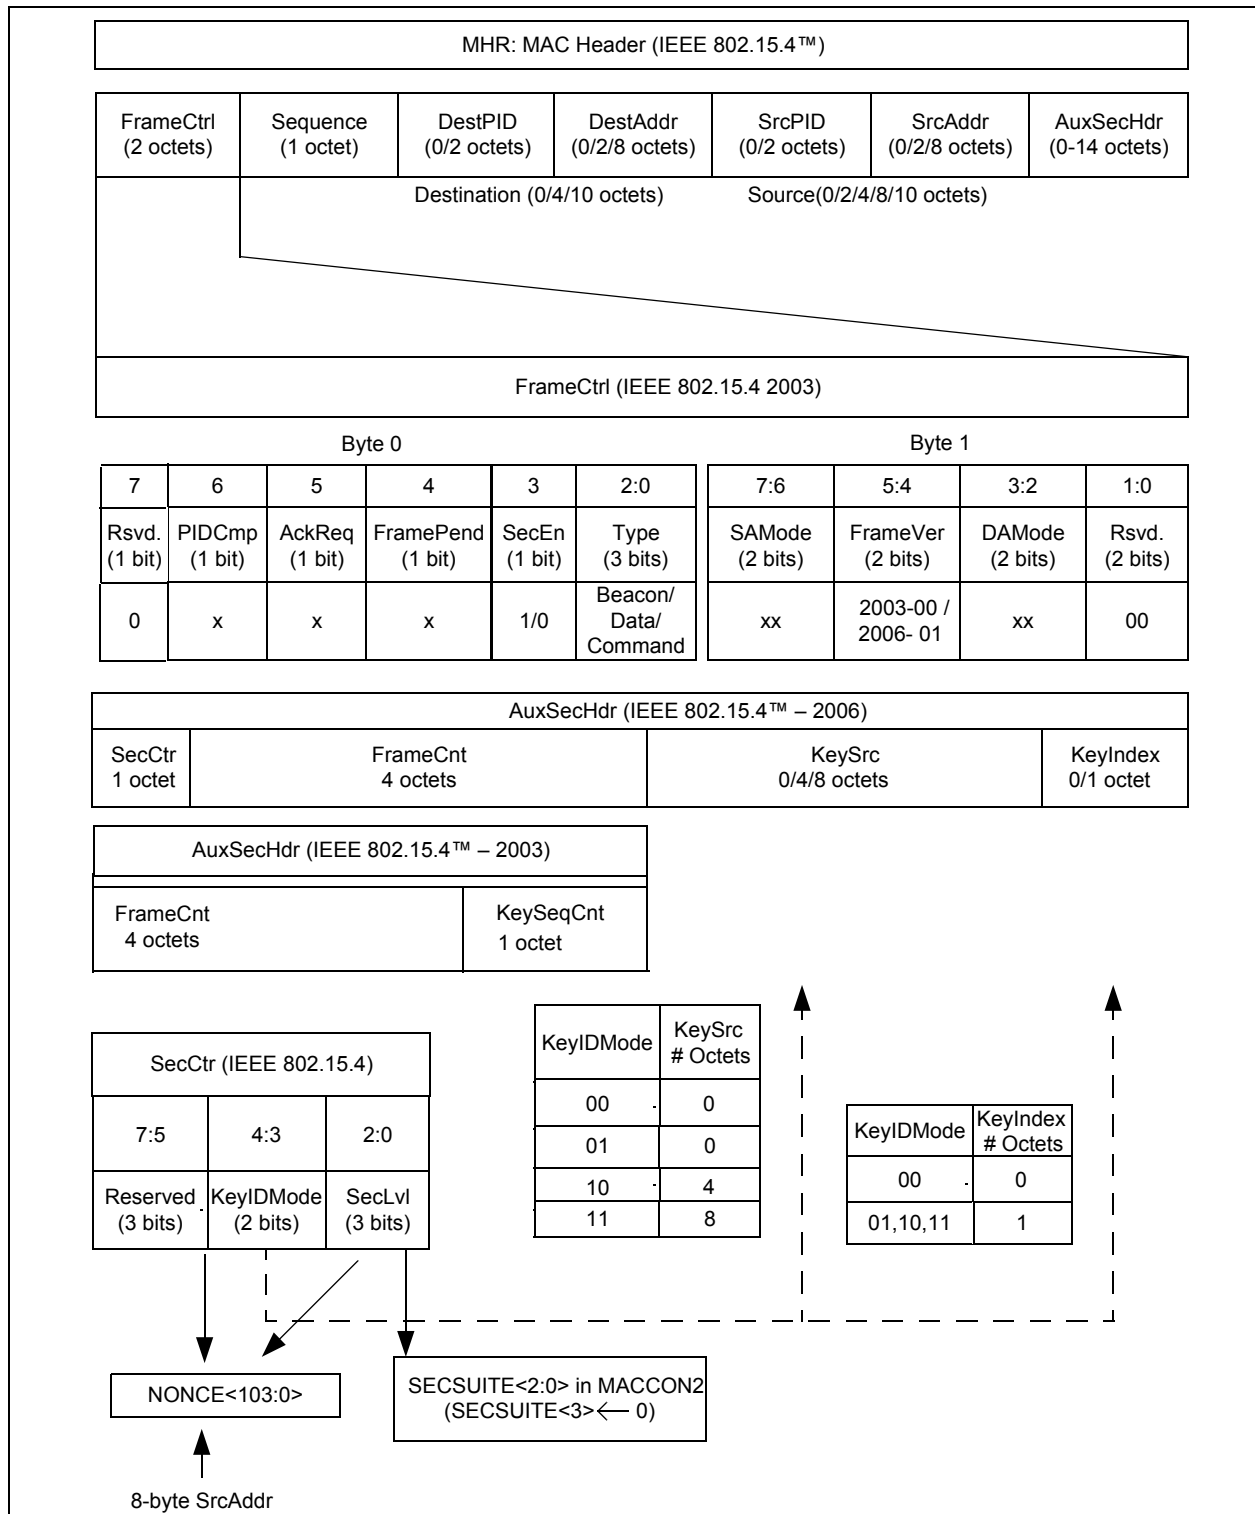 MHR: MAC Header (IEEE 802.15.4™)
FrameCtrl Sequence DestPID DestAddr SrcPID SrcAddr AuxSecHdr
(2 octets) (1 octet) (0/2 octets) (0/2/8 octets) (0/2 octets) (0/2/8 octets) (0-14 octets)
Destination (0/4/10 octets) Source(0/2/4/8/10 octets)
FrameCtrl (IEEE 802.15.4 2003)
Byte 0 Byte 1
7 6 5 4 3 2:0 7:6 5:4 3:2 1:0
Rsvd. PIDCmp AckReq FramePend SecEn Type SAMode FrameVer DAMode Rsvd.
(1 bit) (1 bit) (1 bit) (1 bit) (1 bit) (3 bits) (2 bits) (2 bits) (2 bits) (2 bits)
0 x x x 1/0 Beacon/ Data/ Command xx 2003-00 / 2006- 01 xx 00
AuxSecHdr (IEEE 802.15.4™ – 2006)
SecCtr FrameCnt KeySrc KeyIndex
1 octet 4 octets 0/4/8 octets 0/1 octet
AuxSecHdr (IEEE 802.15.4™ – 2003)
FrameCnt KeySeqCnt
4 octets 1 octet
SecCtr (IEEE 802.15.4)
7:5 4:3 2:0
Reserved KeyIDMode SecLvl
(3 bits) (2 bits) (3 bits)
KeyIDMode KeySrc # Octets
00 0
01 0
10 4
11 8
KeyIDMode KeyIndex # Octets
00 0
01,10,11 1
NONCE<103:0>
SECSUITE<2:0> in MACCON2
(SECSUITE<3>← 0)
8-byte SrcAddr